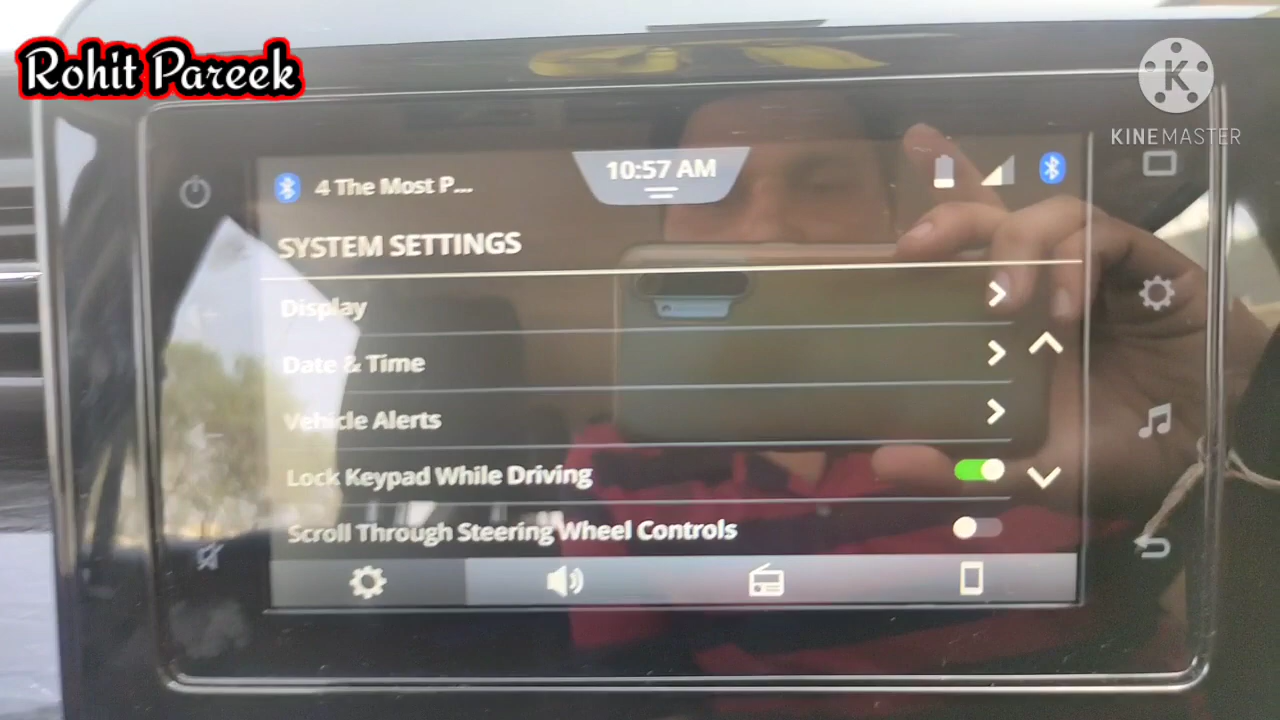 Rohit Pareek
KINEMASTER
4 The Most P...
10:57 AM
SYSTEM SETTINGS
Display
Date & Time
Vehicle Alerts
Lock Keypad While Driving
Scroll Through Steering Wheel Controls